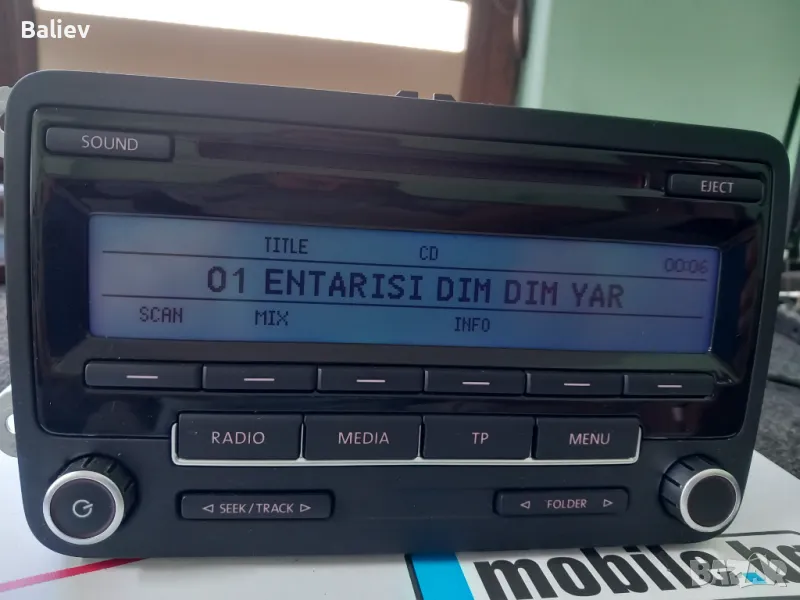 Baliev
SOUND
EJECT
TITLE CD 00:06
01 ENTARISI DIM DIM YAR
SCAN MIX INFO
RADIO MEDIA TP MENU
SEEK / TRACK FOLDER
mobile.bg